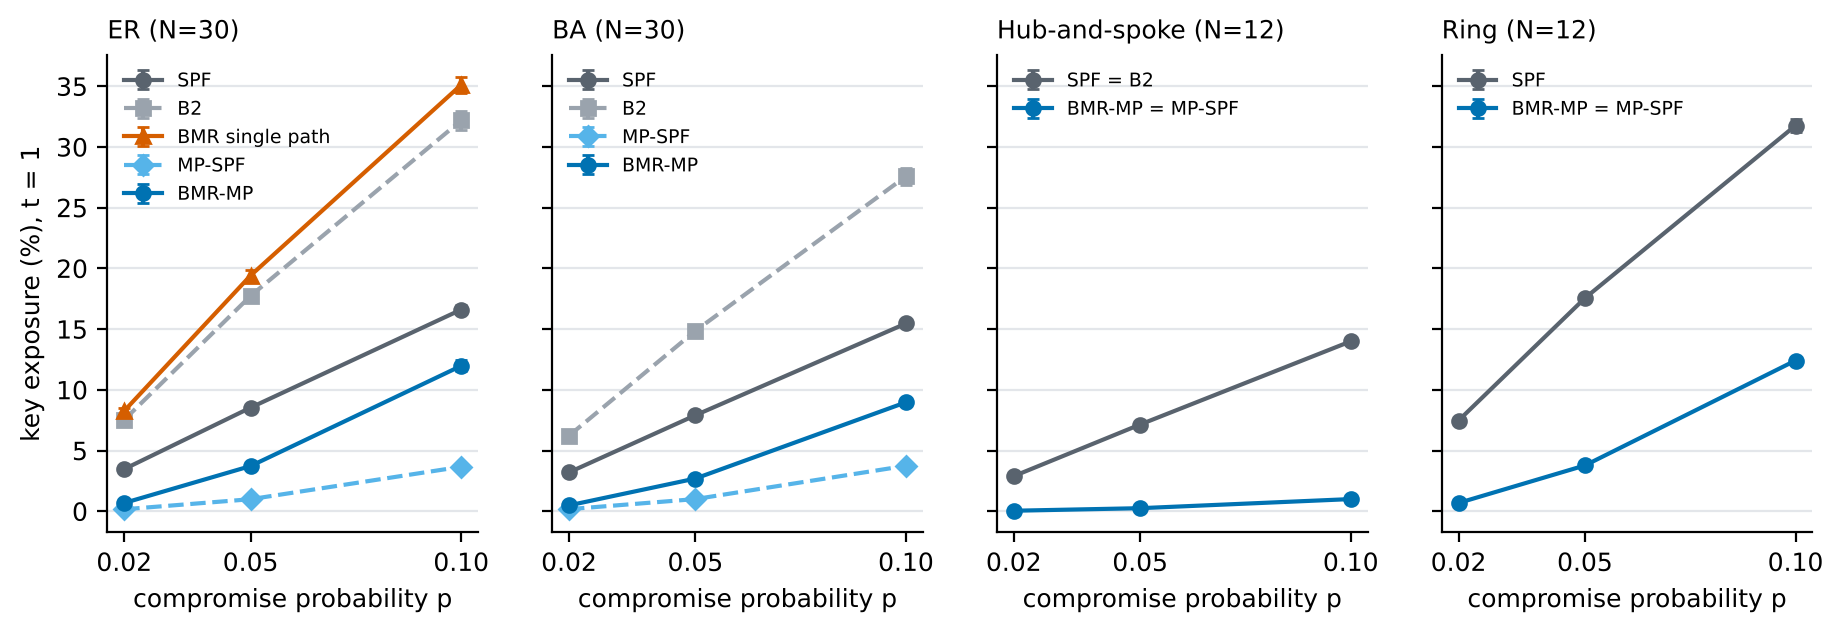 ER (N=30)
SPF
B2
BMR single path
MP-SPF
BMR-MP
key exposure (%), t = 1
35
30
25
20
15
10
5
0
0.02 0.05 0.10
compromise probability p
BA (N=30)
SPF
B2
MP-SPF
BMR-MP
0.02 0.05 0.10
compromise probability p
Hub-and-spoke (N=12)
SPF = B2
BMR-MP = MP-SPF
0.02 0.05 0.10
compromise probability p
Ring (N=12)
SPF
BMR-MP = MP-SPF
0.02 0.05 0.10
compromise probability p